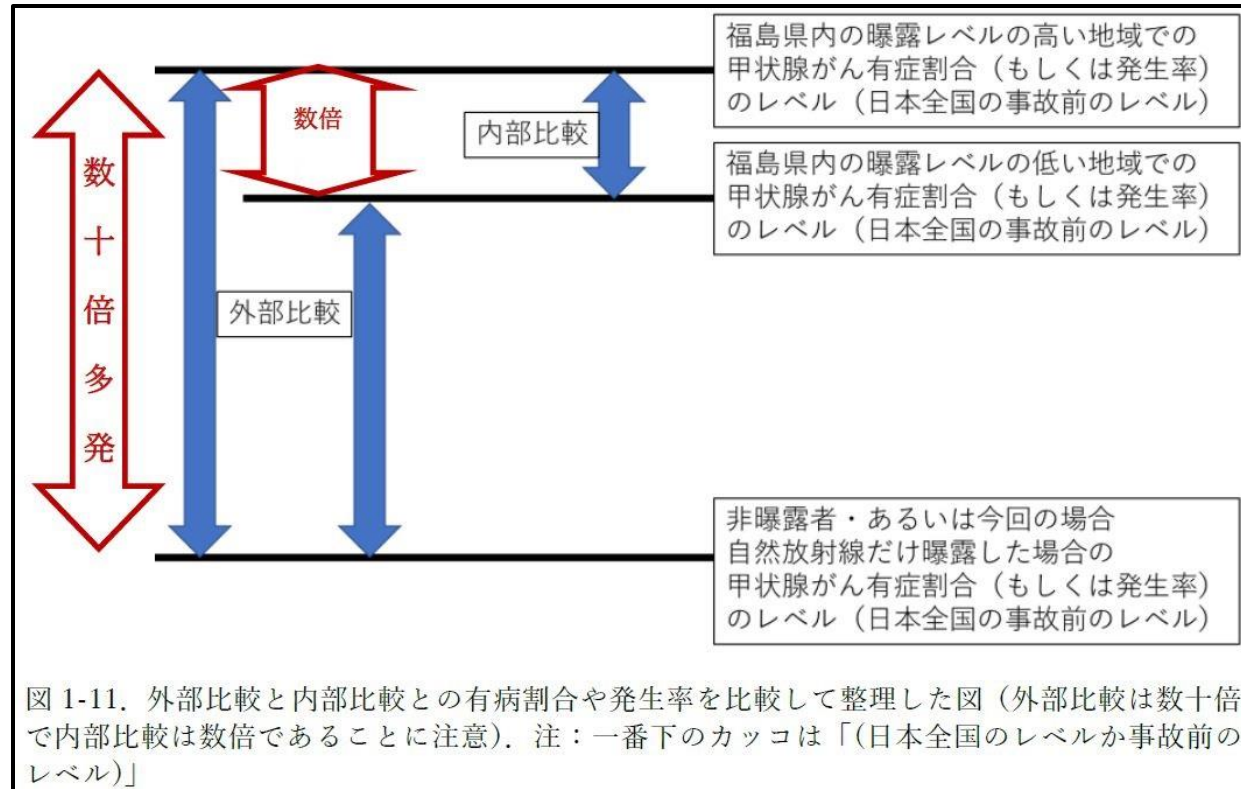 福島県内の曝露レベルの高い地域での
甲状腺がん有症割合（もしくは発生率）
のレベル（日本全国の事故前のレベル）
数倍
内部比較
福島県内の曝露レベルの低い地域での
甲状腺がん有症割合（もしくは発生率）
のレベル（日本全国の事故前のレベル）
数十倍多発
外部比較
非曝露者・あるいは今回の場合
自然放射線だけ曝露した場合の
甲状腺がん有症割合（もしくは発生率）
のレベル（日本全国の事故前のレベル）
図 1-11．外部比較と内部比較との有病割合や発生率を比較して整理した図（外部比較は数十倍
で内部比較は数倍であることに注意）．注：一番下のカッコは「(日本全国のレベルか事故前の
レベル)」